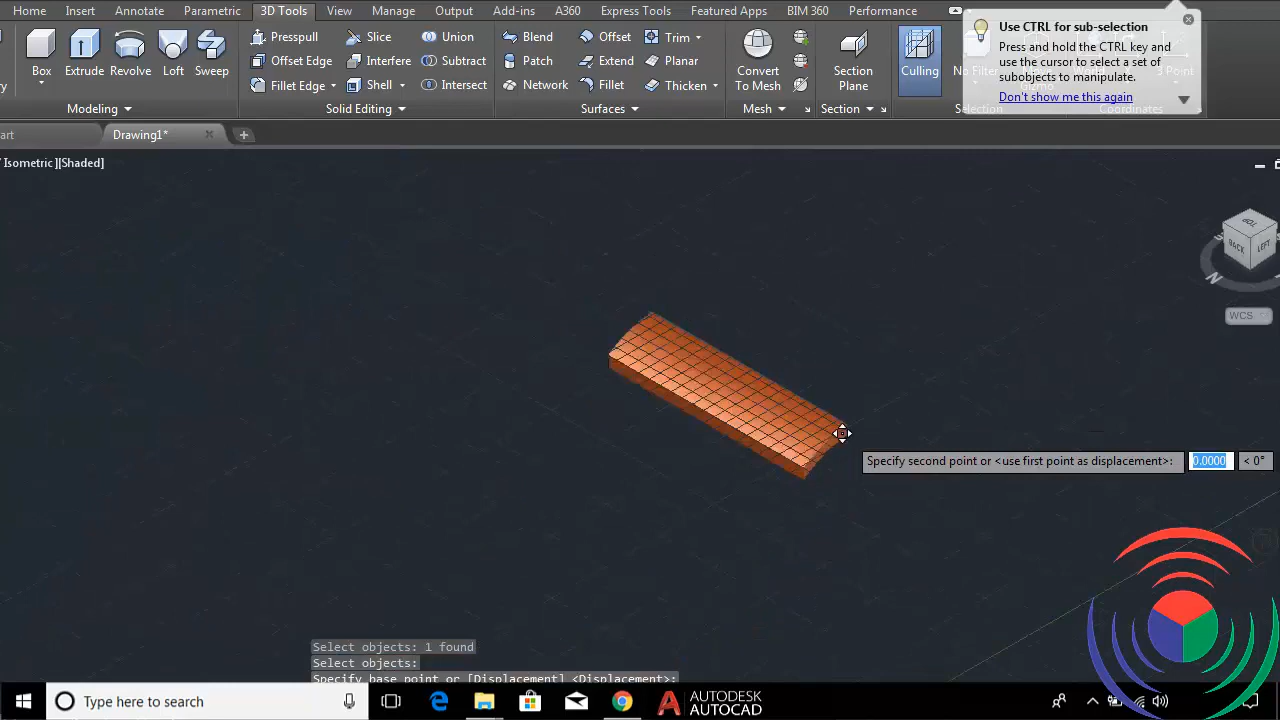 Home Insert Annotate Parametric 3D Tools View Manage Output Add-ins A360 Express Tools Featured Apps BIM 360 Performance
Box Extrude Revolve Loft Sweep
Presspull Slice Union
Offset Edge Interfere Subtract
Fillet Edge Shell Intersect
Blend Offset Trim
Patch Extend Planar
Network Fillet Thicken
Convert To Mesh
Section Plane
Culling
No Filter
Use CTRL for sub-selection
Press and hold the CTRL key and
use the cursor to select a set of
subobjects to manipulate.
Don't show me this again
Modeling Solid Editing Surfaces Mesh Section Selection Coordinates
Drawing1*
Isometric ][Shaded]
BACK LEFT
N
WCS
Specify second point or <use first point as displacement>: 0.0000 < 0°
Select objects: 1 found
Select objects:
Specify base point or [Displacement] <Displacement>:
Type here to search
AUTODESK
AUTOCAD